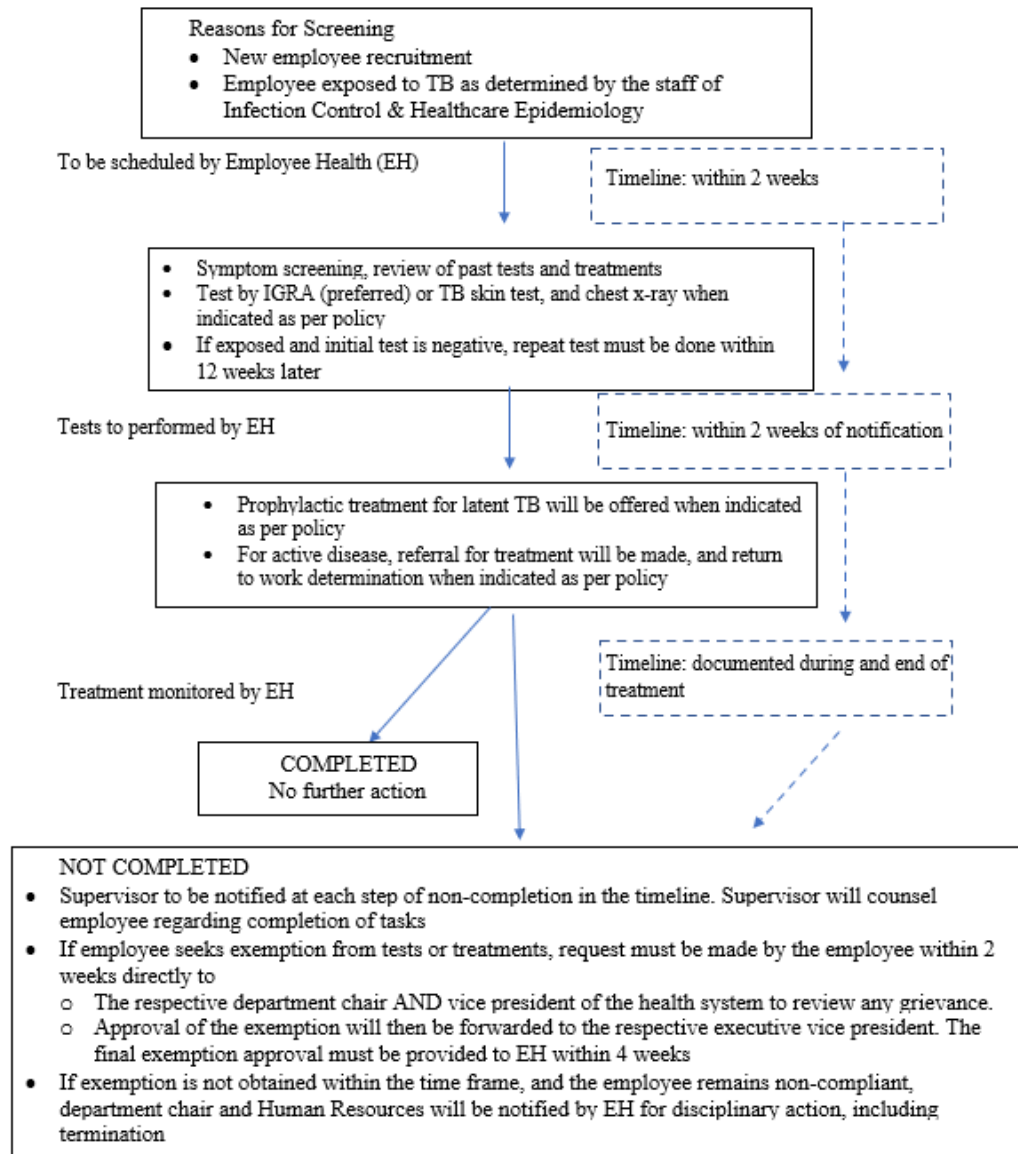 Reasons for Screening
• New employee recruitment
• Employee exposed to TB as determined by the staff of
Infection Control & Healthcare Epidemiology
To be scheduled by Employee Health (EH)
Timeline: within 2 weeks
• Symptom screening, review of past tests and treatments
• Test by IGRA (preferred) or TB skin test, and chest x-ray when
indicated as per policy
• If exposed and initial test is negative, repeat test must be done within
12 weeks later
Tests to performed by EH
Timeline: within 2 weeks of notification
• Prophylactic treatment for latent TB will be offered when indicated
as per policy
• For active disease, referral for treatment will be made, and return
to work determination when indicated as per policy
Treatment monitored by EH
Timeline: documented during and end of
treatment
COMPLETED
No further action
NOT COMPLETED
• Supervisor to be notified at each step of non-completion in the timeline. Supervisor will counsel
employee regarding completion of tasks
• If employee seeks exemption from tests or treatments, request must be made by the employee within 2
weeks directly to
o The respective department chair AND vice president of the health system to review any grievance.
o Approval of the exemption will then be forwarded to the respective executive vice president. The
final exemption approval must be provided to EH within 4 weeks
• If exemption is not obtained within the time frame, and the employee remains non-compliant,
department chair and Human Resources will be notified by EH for disciplinary action, including
termination